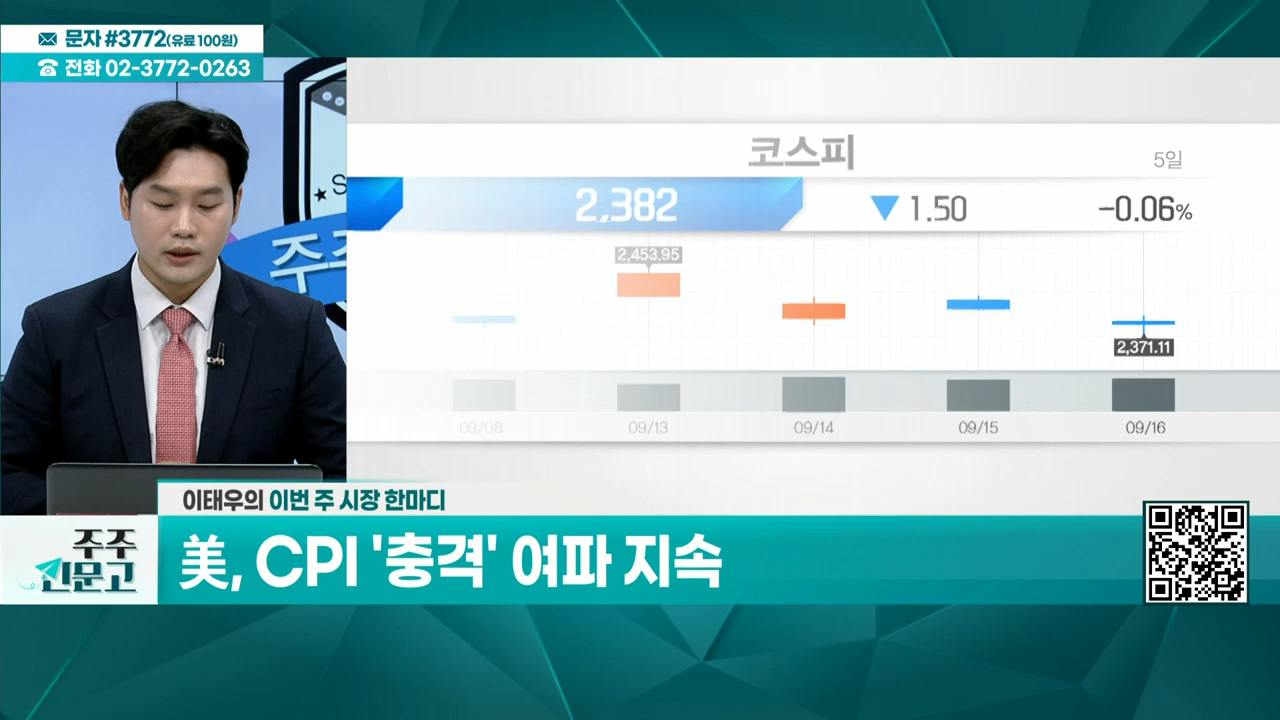 문자 #3772(유료 100원)
전화 02-3772-0263
코스피
5일
2,382
▼1.50
-0.06%
2,453.95
2,371.11
09/08
09/13
09/14
09/15
09/16
이태우의 이번 주 시장 한마디
주주
신문고
美, CPI '충격' 여파 지속